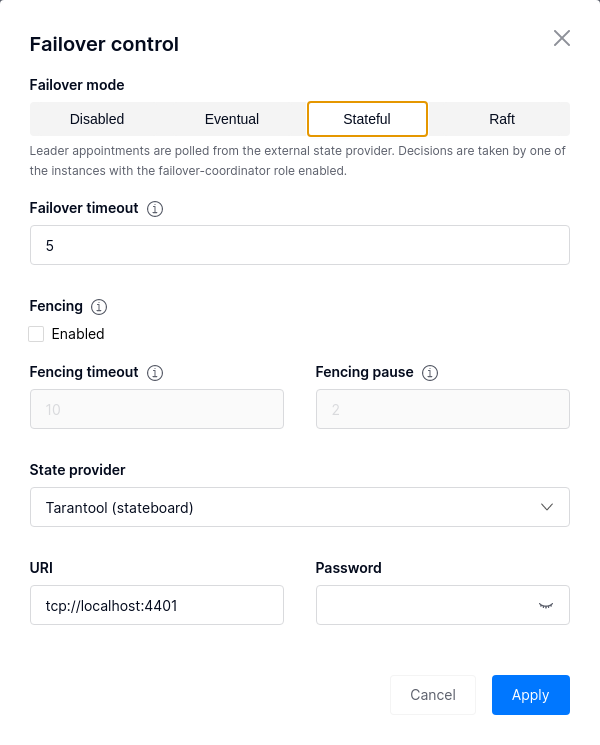 Failover control
Failover mode
Disabled Eventual Stateful Raft
Leader appointments are polled from the external state provider. Decisions are taken by one of
the instances with the failover-coordinator role enabled.
Failover timeout
5
Fencing
Enabled
Fencing timeout Fencing pause
10 2
State provider
Tarantool (stateboard)
URI Password
tcp://localhost:4401
Cancel Apply